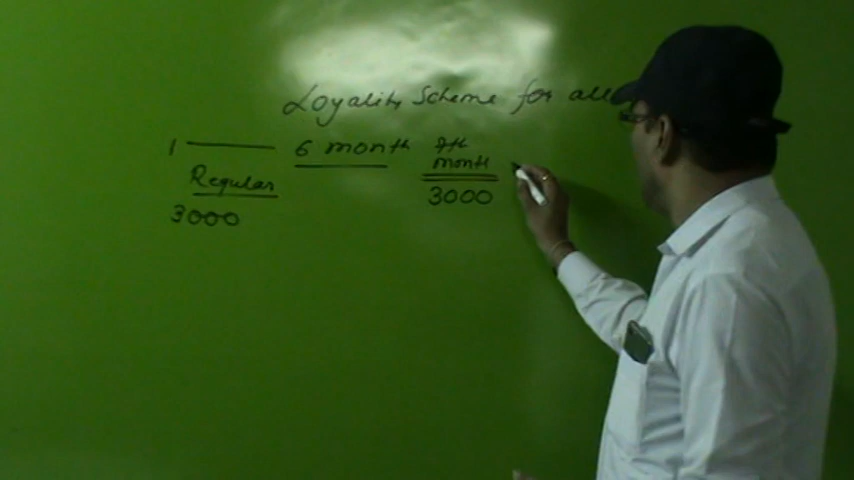 Loyality Scheme for all
1 — 6 month 7th month
Regular
3000
3000